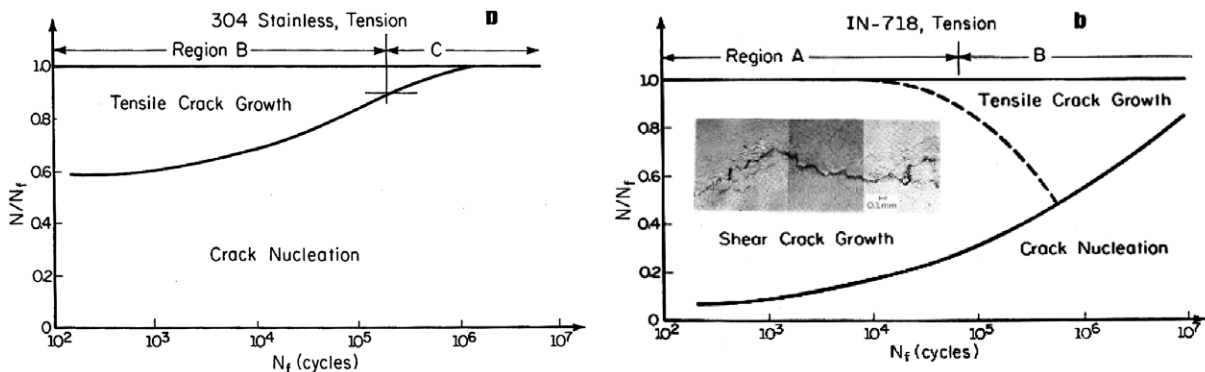 304 Stainless, Tension
Region B
C
1.0
Tensile Crack Growth
0.8
0.6
N/Nf
0.4
Crack Nucleation
0.2
0
10² 10³ 10⁴ 10⁵ 10⁶ 10⁷
Nf (cycles)
b
IN-718, Tension
Region A
B
1.0
Tensile Crack Growth
0.8
0.6
N/Nf
0.4
0.1mm
Shear Crack Growth
Crack Nucleation
0.2
0
10² 10³ 10⁴ 10⁵ 10⁶ 10⁷
Nf (cycles)